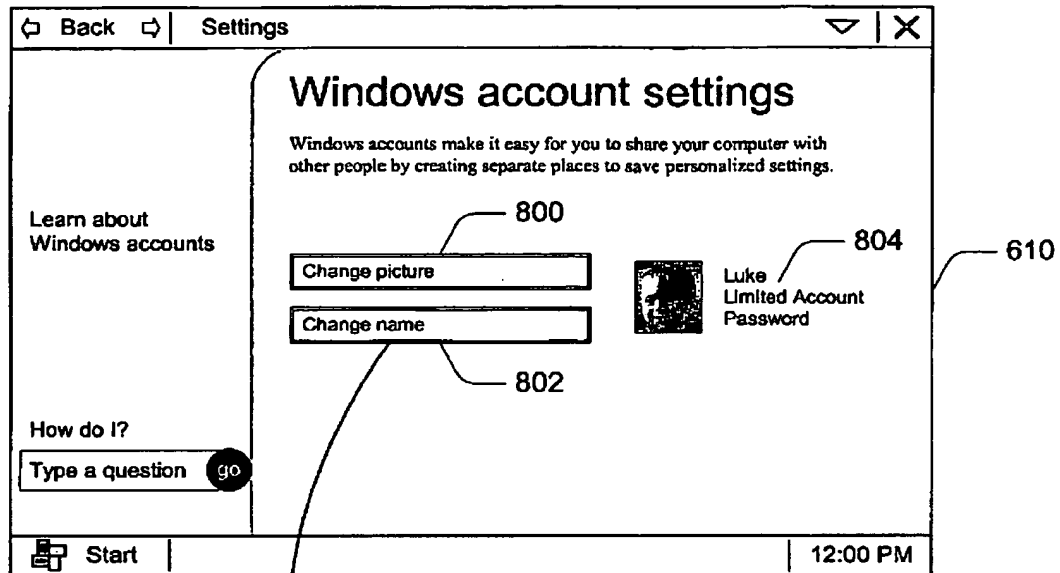 Back Settings
Windows account settings
Windows accounts make it easy for you to share your computer with
other people by creating separate places to save personalized settings.
Learn about
Windows accounts
800
Change picture
804
Luke
Limited Account
Password
610
Change name
802
How do I?
Type a question go
Start 12:00 PM